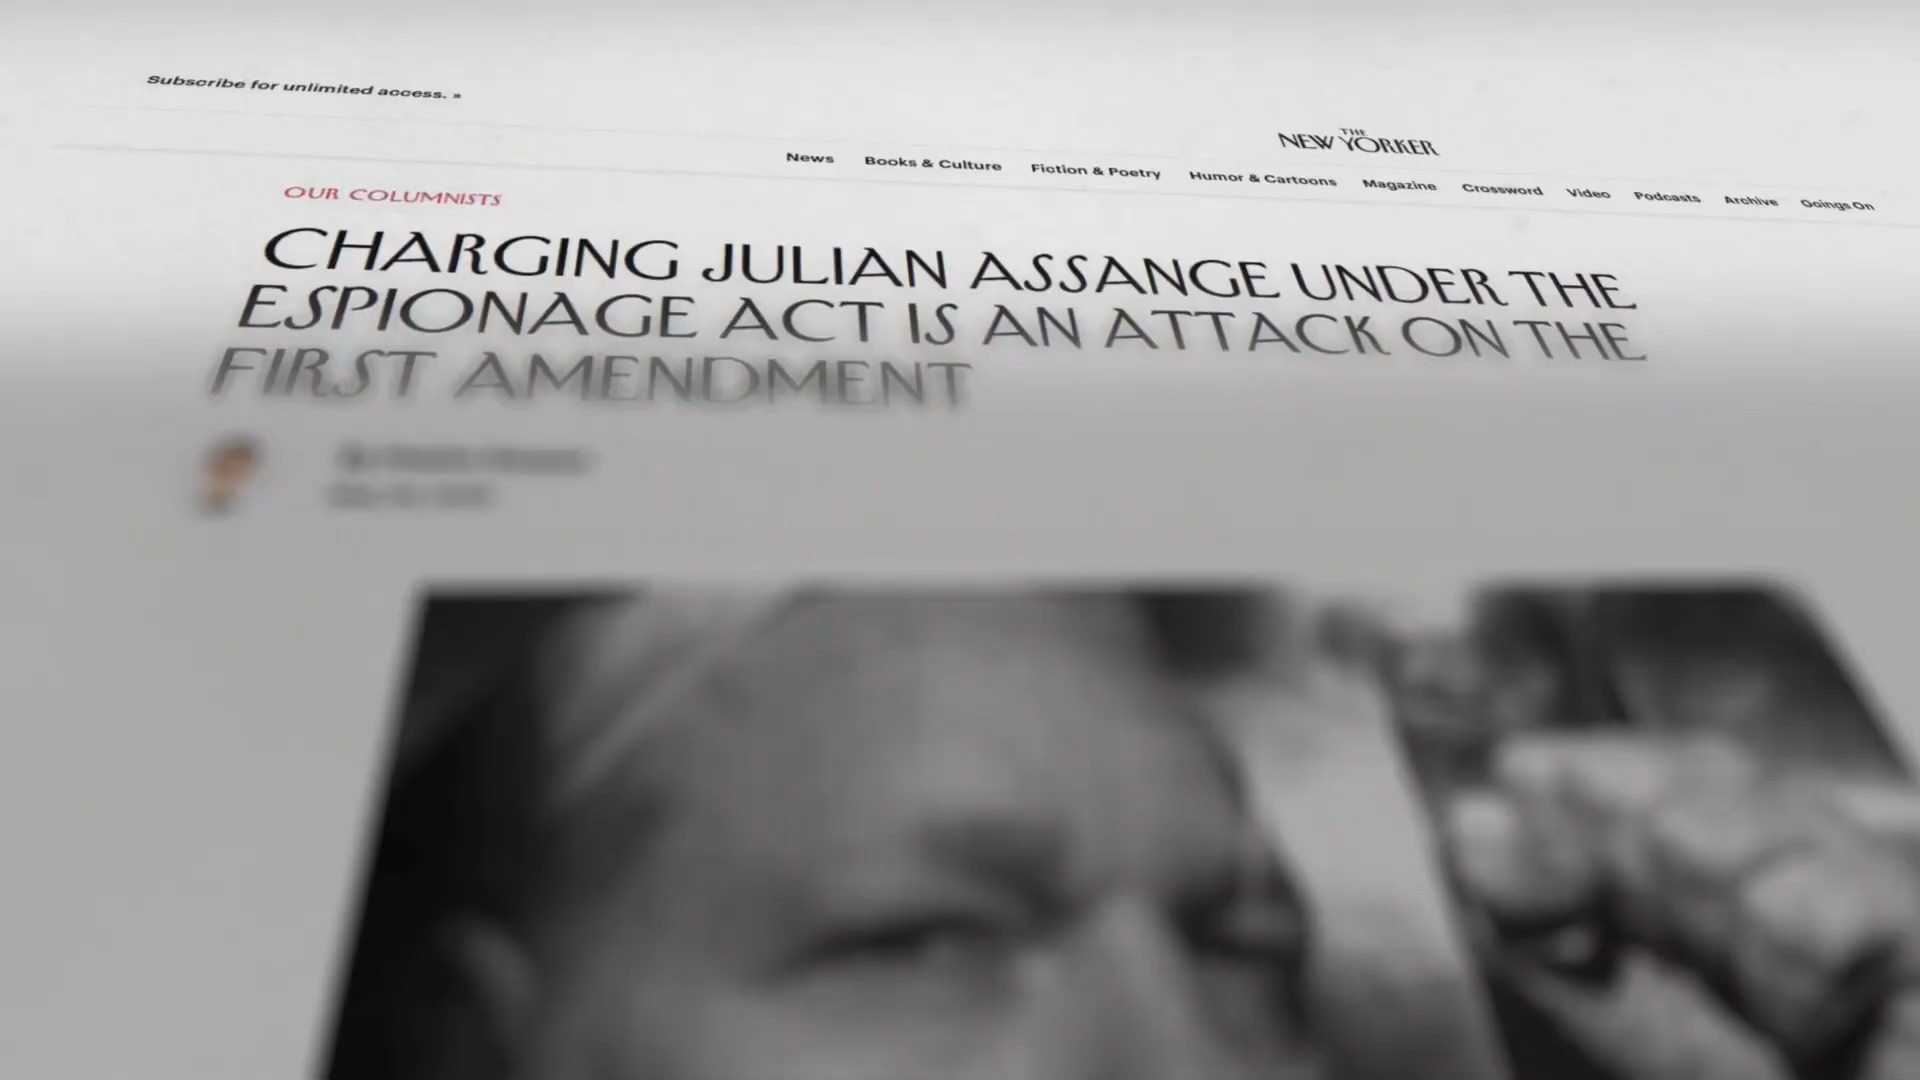 Subscribe for unlimited access. »
THE
NEW YORKER
News Books & Culture Fiction & Poetry Humor & Cartoons Magazine Crossword Video Podcasts Archive Goings On
OUR COLUMNISTS
CHARGING JULIAN ASSANGE UNDER THE
ESPIONAGE ACT IS AN ATTACK ON THE
FIRST AMENDMENT